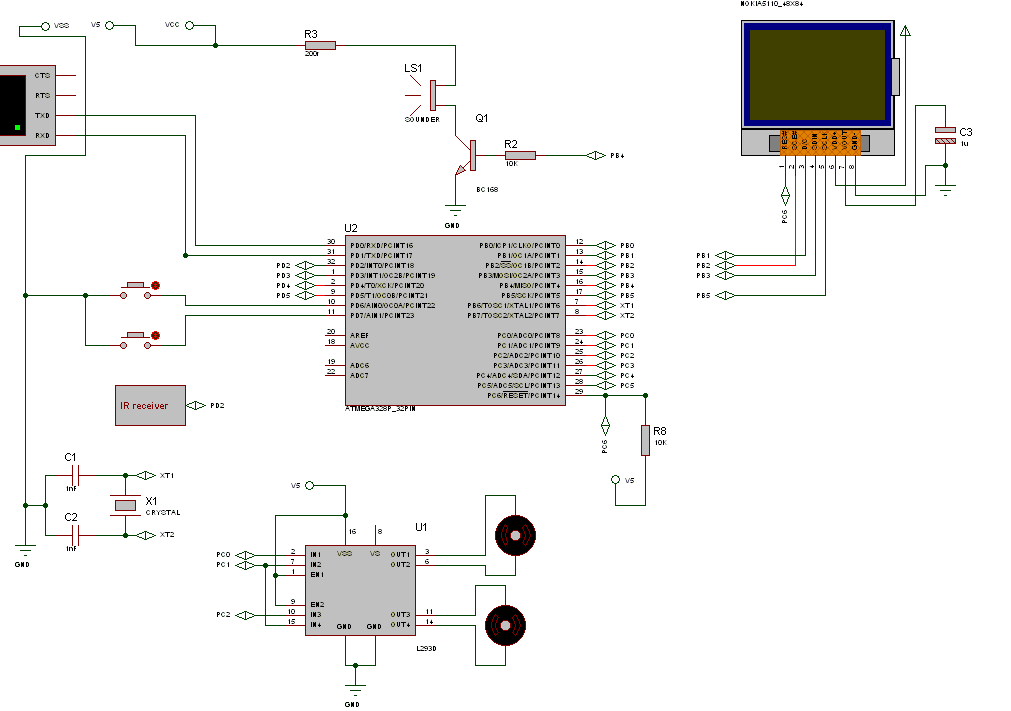 NOKIA5110_48X84
VSS
V5
VCC
R3
200r
LS1
SOUNDER
CTS
RTS
TXD
RXD
Q1
R2
10K
PB4
BC168
GND
RES#
SCE#
D/C
SDIN
SCLK
VDD+
VOUT
GND-
1 2 3 4 5 6 7 8
C3
1u
PC6
PB1
PB2
PB3
PB5
U2
30 PD0/RXD/PCINT16
31 PD1/TXD/PCINT17
PD2 32 PD2/INT0/PCINT18
PD3 1 PD3/INT1/OC2B/PCINT19
PD4 2 PD4/T0/XCK/PCINT20
PD5 9 PD5/T1/OC0B/PCINT21
10 PD6/AIN0/OC0A/PCINT22
11 PD7/AIN1/PCINT23
20 AREF
18 AVCC
19 ADC6
22 ADC7
PB0/ICP1/CLKO/PCINT0 12 PB0
PB1/OC1A/PCINT1 13 PB1
PB2/SS/OC1B/PCINT2 14 PB2
PB3/MOSI/OC2A/PCINT3 15 PB3
PB4/MISO/PCINT4 16 PB4
PB5/SCK/PCINT5 17 PB5
PB6/TOSC1/XTAL1/PCINT6 7 XT1
PB7/TOSC2/XTAL2/PCINT7 8 XT2
PC0/ADC0/PCINT8 23 PC0
PC1/ADC1/PCINT9 24 PC1
PC2/ADC2/PCINT10 25 PC2
PC3/ADC3/PCINT11 26 PC3
PC4/ADC4/SDA/PCINT12 27 PC4
PC5/ADC5/SCL/PCINT13 28 PC5
PC6/RESET/PCINT14 29
ATMEGA328P_32PIN
PC6
R8
10K
V5
IR receiver
PD2
C1
1nF
XT1
X1
CRYSTAL
C2
1nF
XT2
GND
V5
U1
16
8
VSS
VS
PC0 2 IN1
PC1 7 IN2
1 EN1
9 EN2
PC2 10 IN3
15 IN4
OUT1 3
OUT2 6
OUT3 11
OUT4 14
GND GND
L293D
GND